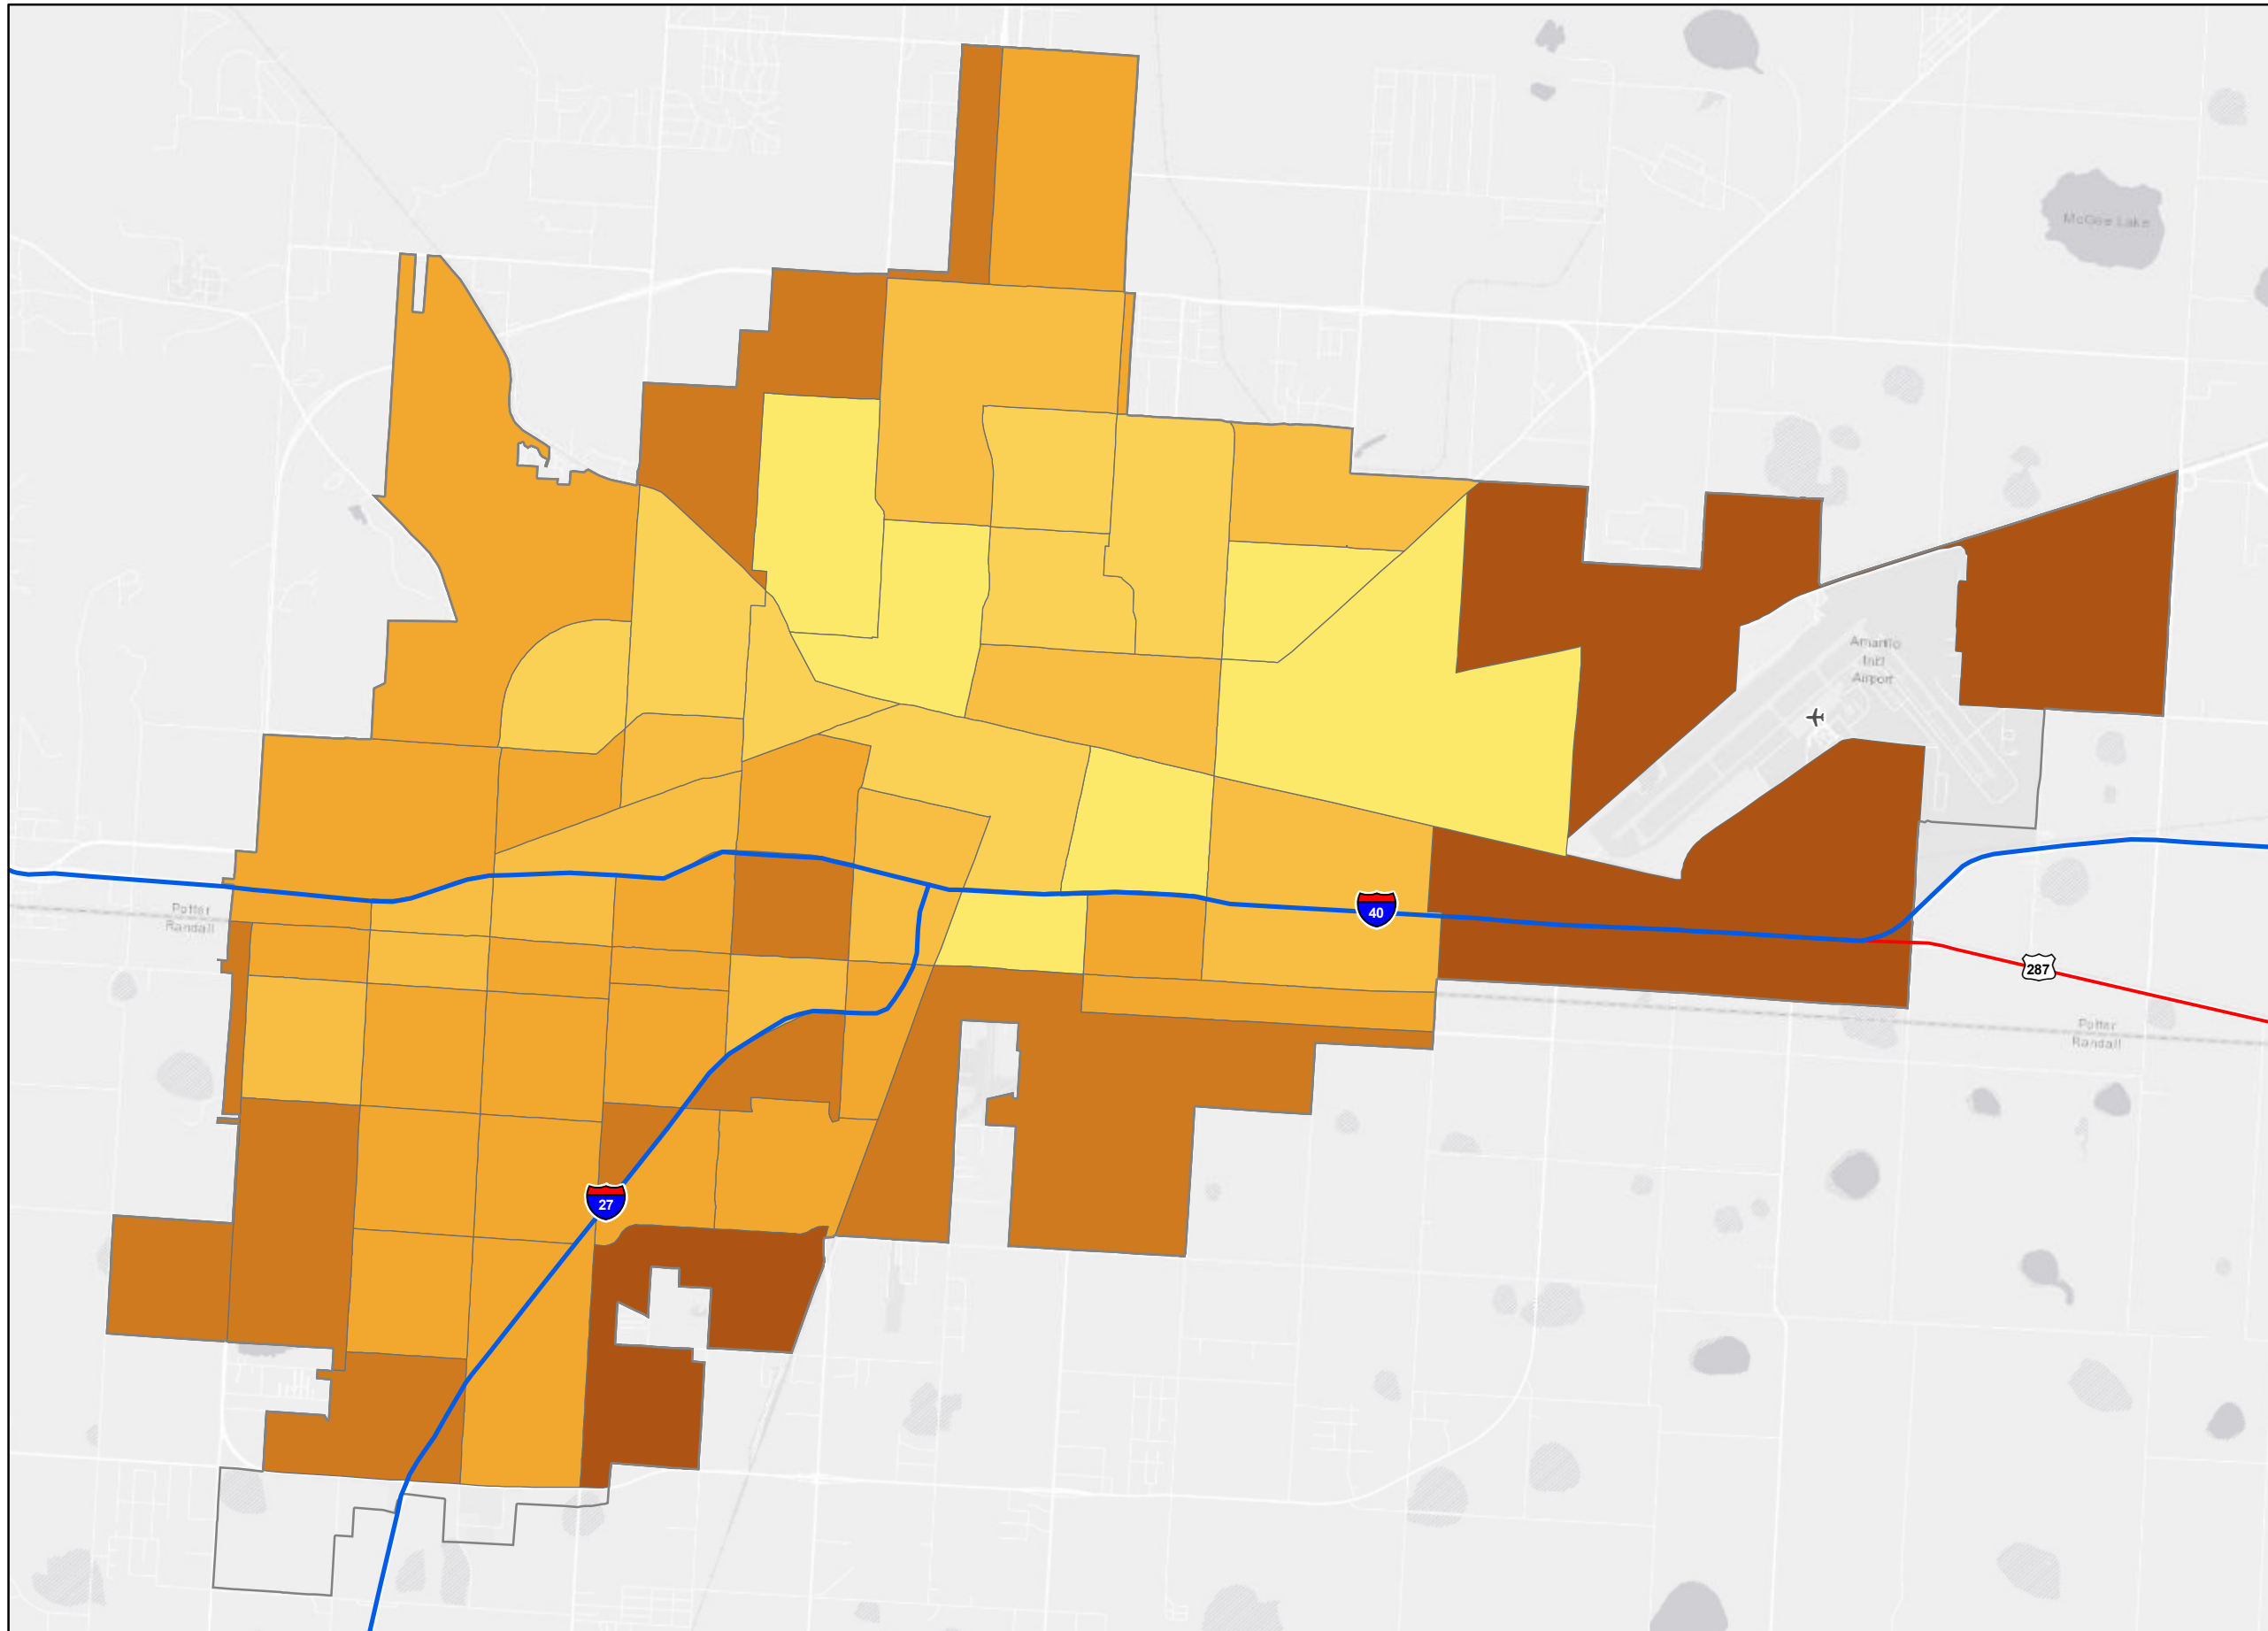 McGee Lake
Amarillo
Intl
Airport
Potter
Randall
40
287
Potter
Randall
27